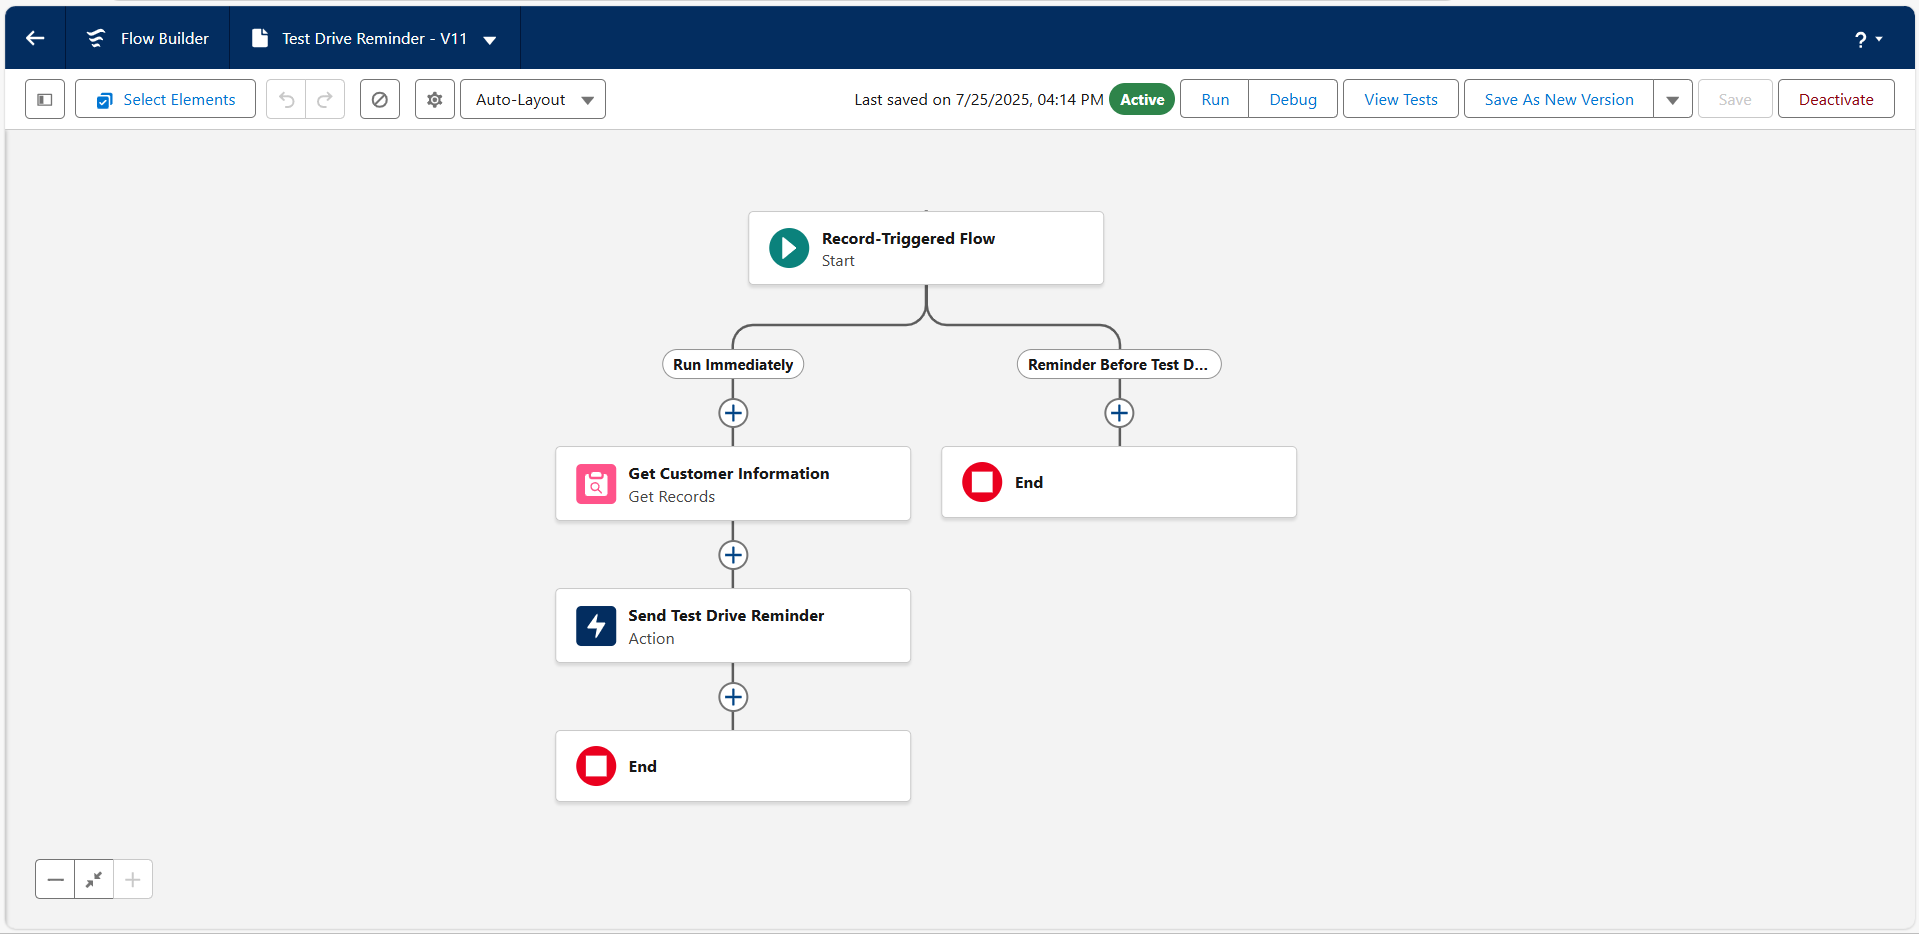 Flow Builder
Test Drive Reminder - V11
?
Select Elements
Auto-Layout
Last saved on 7/25/2025, 04:14 PM
Active
Run
Debug
View Tests
Save As New Version
Save
Deactivate
Record-Triggered Flow
Start
Run Immediately
Reminder Before Test D...
Get Customer Information
Get Records
End
Send Test Drive Reminder
Action
End